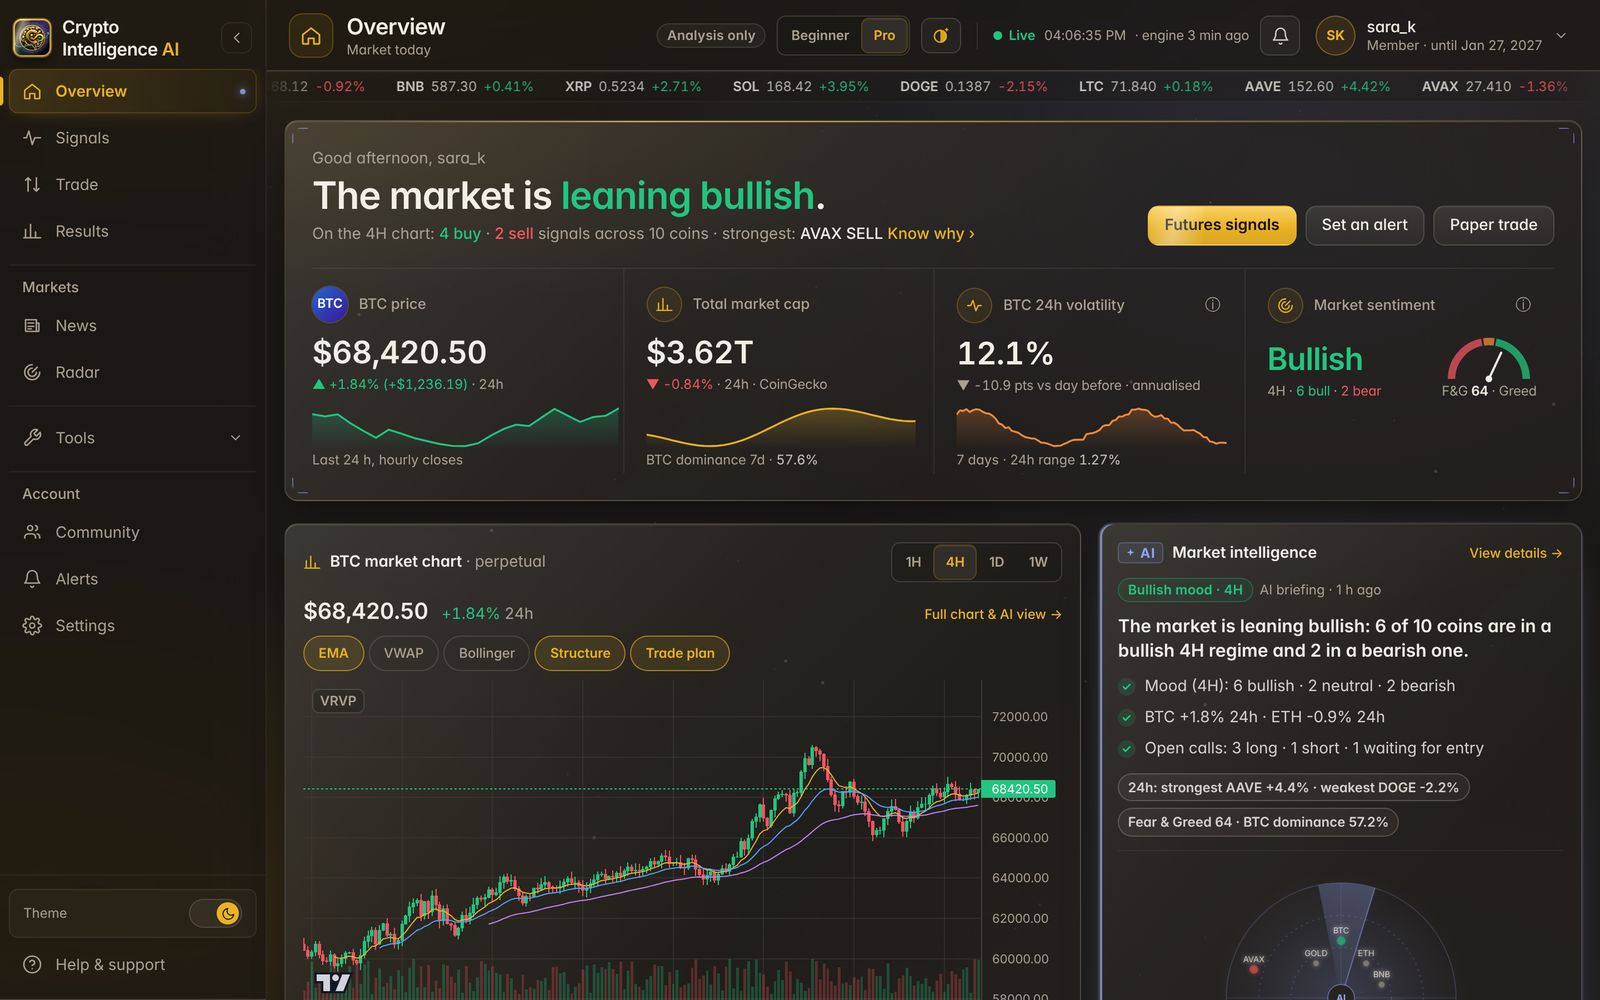 Crypto
Intelligence AI
Overview
Signals
Trade
Results
Markets
News
Radar
Tools
Account
Community
Alerts
Settings
Theme
Help & support
Overview
Market today
Analysis only
Beginner
Pro
Live 04:06:35 PM · engine 3 min ago
SK
sara_k
Member · until Jan 27, 2027
68.12 -0.92% BNB 587.30 +0.41% XRP 0.5234 +2.71% SOL 168.42 +3.95% DOGE 0.1387 -2.15% LTC 71.840 +0.18% AAVE 152.60 +4.42% AVAX 27.410 -1.36%
Good afternoon, sara_k
The market is leaning bullish.
On the 4H chart: 4 buy · 2 sell signals across 10 coins · strongest: AVAX SELL Know why ›
Futures signals
Set an alert
Paper trade
BTC BTC price
$68,420.50
▲ +1.84% (+$1,236.19) · 24h
Last 24 h, hourly closes
Total market cap
$3.62T
▼ -0.84% · 24h · CoinGecko
BTC dominance 7d · 57.6%
BTC 24h volatility
12.1%
▼ -10.9 pts vs day before · annualised
7 days · 24h range 1.27%
Market sentiment
Bullish
4H · 6 bull · 2 bear
F&G 64 · Greed
BTC market chart · perpetual
1H
4H
1D
1W
$68,420.50 +1.84% 24h
Full chart & AI view →
EMA
VWAP
Bollinger
Structure
Trade plan
VRVP
72000.00
70000.00
68420.50
68000.00
66000.00
64000.00
62000.00
60000.00
58000.00
AI Market intelligence
View details →
Bullish mood · 4H
AI briefing · 1 h ago
The market is leaning bullish: 6 of 10 coins are in a
bullish 4H regime and 2 in a bearish one.
Mood (4H): 6 bullish · 2 neutral · 2 bearish
BTC +1.8% 24h · ETH -0.9% 24h
Open calls: 3 long · 1 short · 1 waiting for entry
24h: strongest AAVE +4.4% · weakest DOGE -2.2%
Fear & Greed 64 · BTC dominance 57.2%
BTC
AVAX
GOLD
ETH
BNB
AI